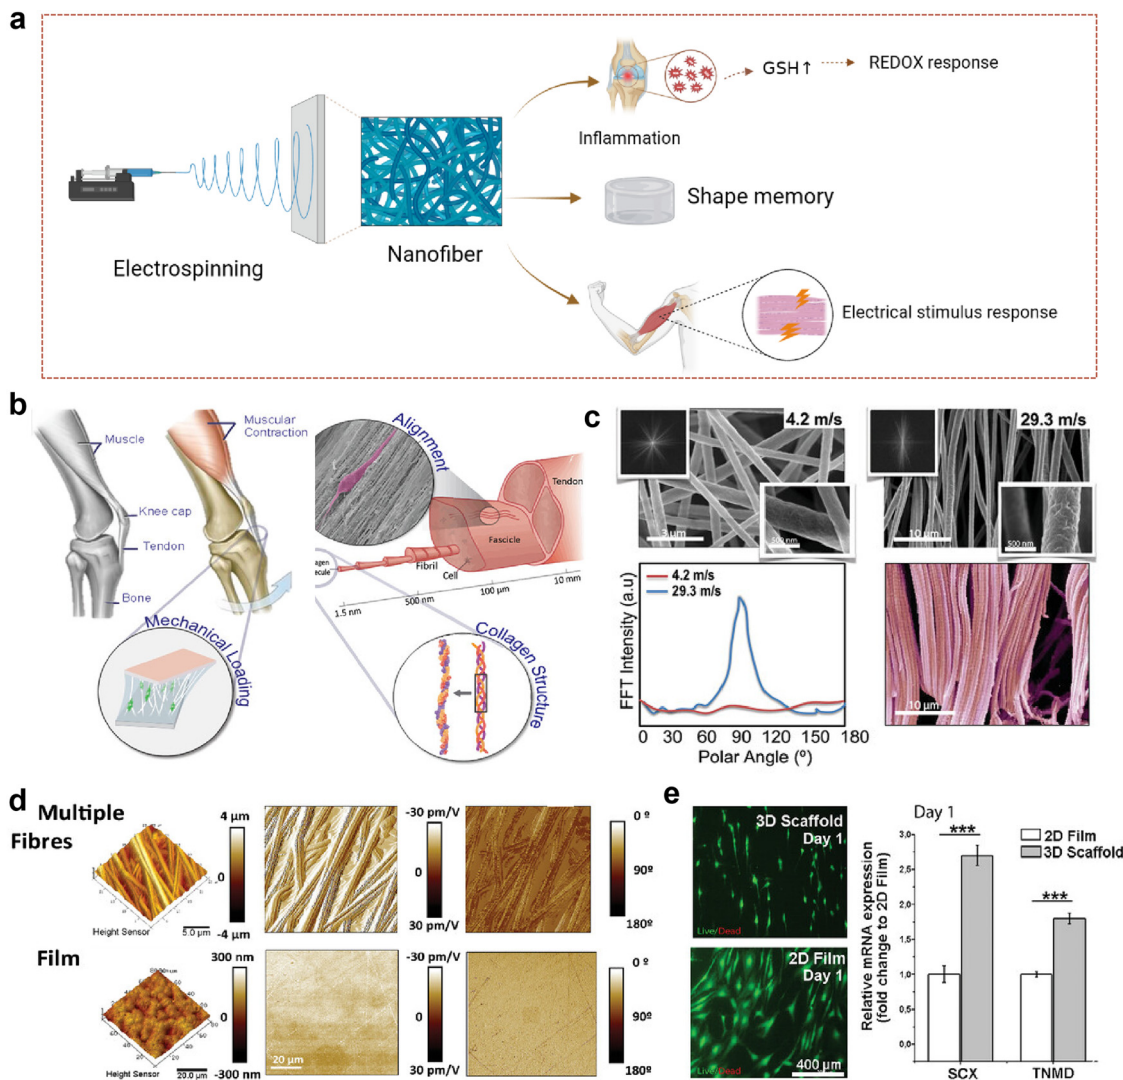 a
GSH↑
REDOX response
Inflammation
Shape memory
Electrospinning
Nanofiber
Electrical stimulus response
b
Muscle
Muscular
Contraction
Knee cap
Tendon
Bone
Mechanical Loading
Alignment
Tendon
Fascicle
Fibril
Cell
1.5 nm
500 nm
100 μm
10 mm
Collagen Structure
c
4.2 m/s
3 μm
500 nm
29.3 m/s
10 μm
500 nm
4.2 m/s
29.3 m/s
FFT Intensity (a.u)
0 30 60 90 120 150 180
Polar Angle (º)
10 μm
d
Multiple
Fibres
4 μm
0
-4 μm
Height Sensor
5.0 μm
-30 pm/V
0
30 pm/V
0 º
90º
180º
Film
300 nm
0
-300 nm
Height Sensor
20.0 μm
20 μm
-30 pm/V
0
30 pm/V
0º
90º
180º
e
3D Scaffold
Day 1
Live/Dead
2D Film
Day 1
Live/Dead
400 μm
Day 1
2D Film
3D Scaffold
***
***
Relative mRNA expression
(fold change to 2D Film)
3,0
2,5
2,0
1,5
1,0
0,5
0,0
SCX
TNMD